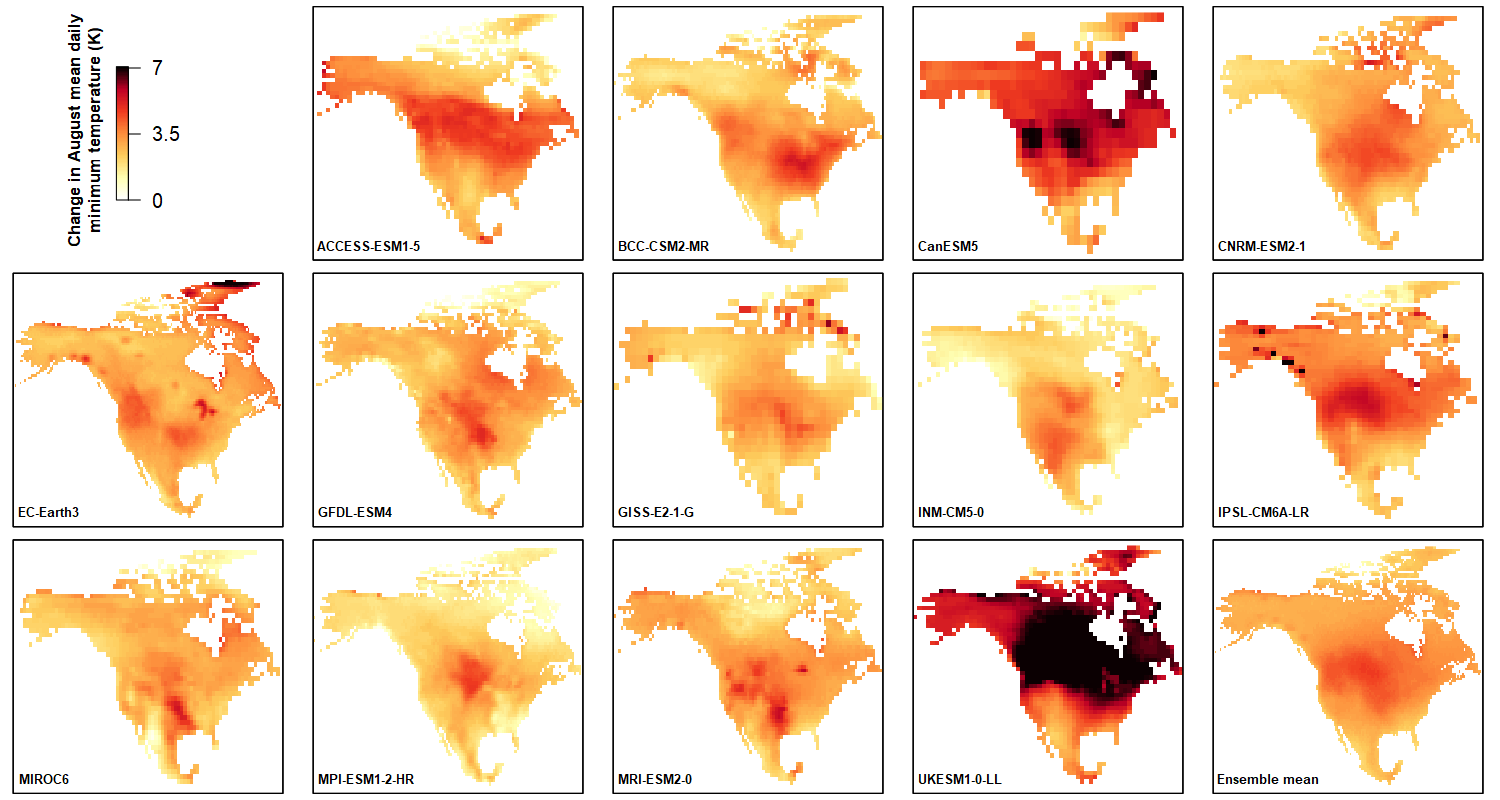 Change in August mean daily
minimum temperature (K)
7
3.5
0
ACCESS-ESM1-5
BCC-CSM2-MR
CanESM5
CNRM-ESM2-1
EC-Earth3
GFDL-ESM4
GISS-E2-1-G
INM-CM5-0
IPSL-CM6A-LR
MIROC6
MPI-ESM1-2-HR
MRI-ESM2-0
UKESM1-0-LL
Ensemble mean